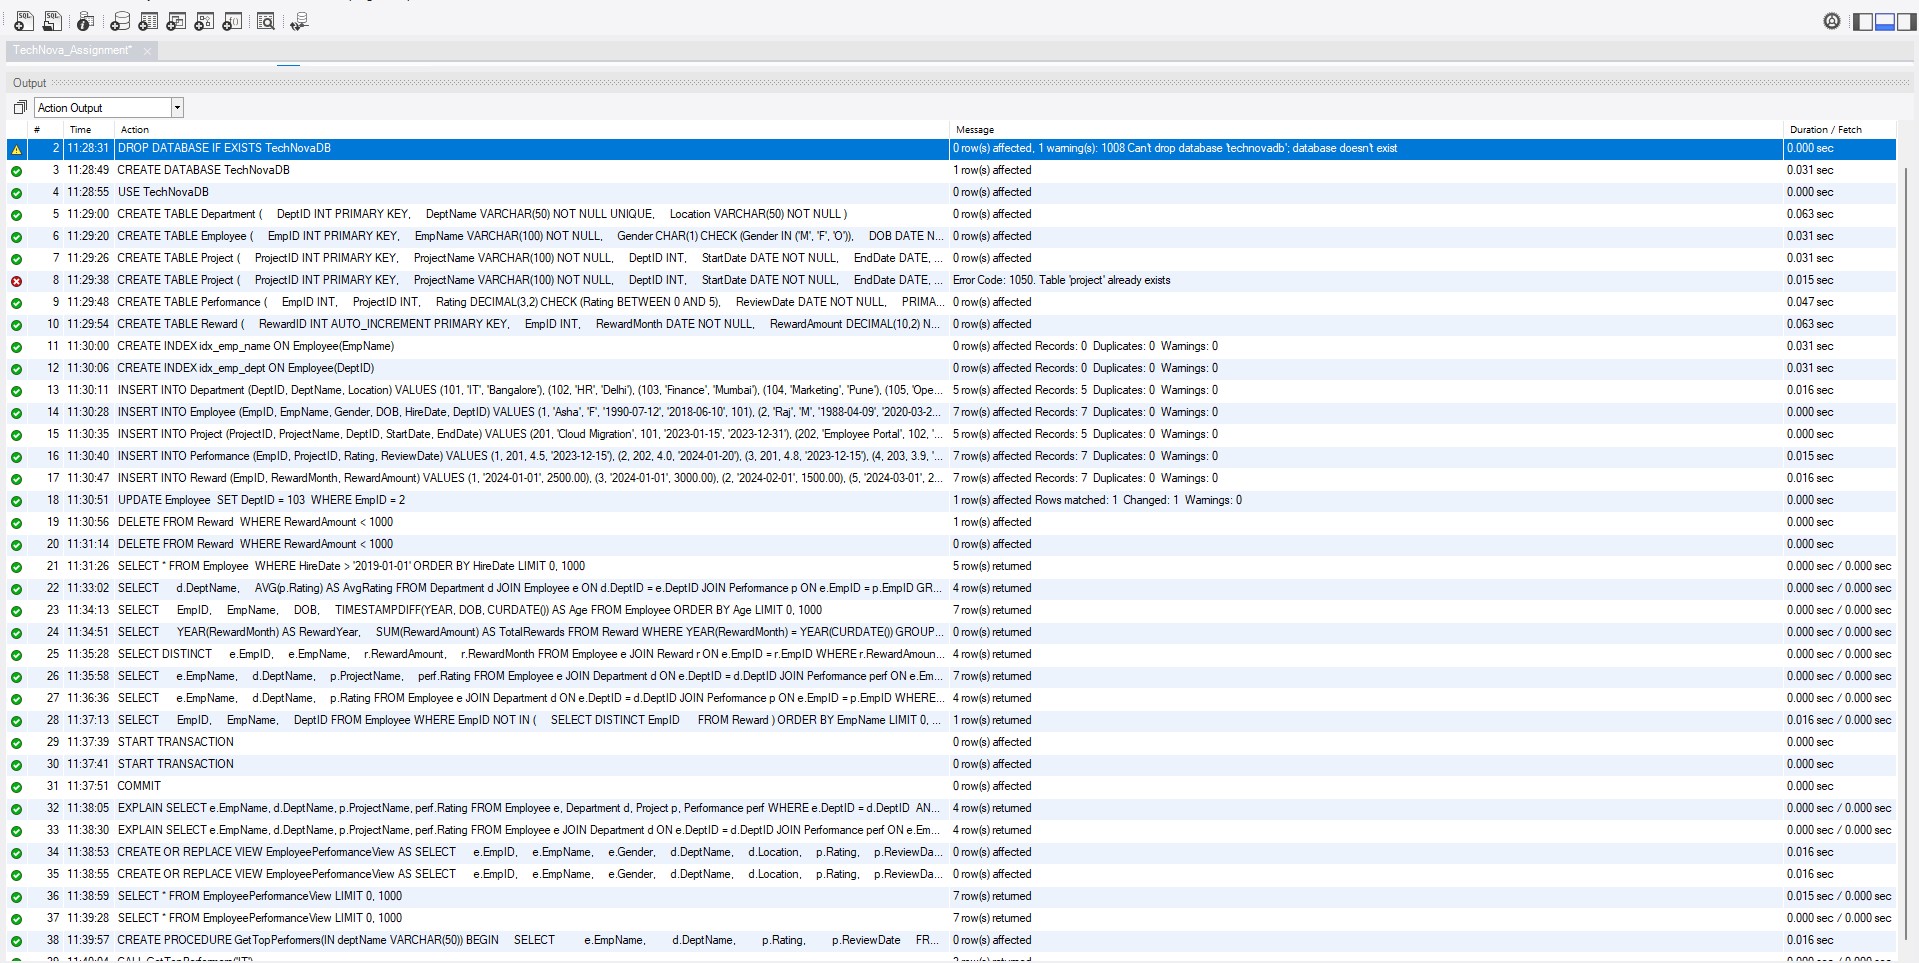 TechNova_Assignment* ×
Output
Action Output
# Time Action Message Duration / Fetch
2 11:28:31 DROP DATABASE IF EXISTS TechNovaDB 0 row(s) affected, 1 warning(s): 1008 Can't drop database 'technovadb'; database doesn't exist 0.000 sec
3 11:28:49 CREATE DATABASE TechNovaDB 1 row(s) affected 0.031 sec
4 11:28:55 USE TechNovaDB 0 row(s) affected 0.000 sec
5 11:29:00 CREATE TABLE Department ( DeptID INT PRIMARY KEY, DeptName VARCHAR(50) NOT NULL UNIQUE, Location VARCHAR(50) NOT NULL ) 0 row(s) affected 0.063 sec
6 11:29:20 CREATE TABLE Employee ( EmpID INT PRIMARY KEY, EmpName VARCHAR(100) NOT NULL, Gender CHAR(1) CHECK (Gender IN ('M', 'F', 'O')), DOB DATE N... 0 row(s) affected 0.031 sec
7 11:29:26 CREATE TABLE Project ( ProjectID INT PRIMARY KEY, ProjectName VARCHAR(100) NOT NULL, DeptID INT, StartDate DATE NOT NULL, EndDate DATE, ... 0 row(s) affected 0.031 sec
8 11:29:38 CREATE TABLE Project ( ProjectID INT PRIMARY KEY, ProjectName VARCHAR(100) NOT NULL, DeptID INT, StartDate DATE NOT NULL, EndDate DATE, ... Error Code: 1050. Table 'project' already exists 0.015 sec
9 11:29:48 CREATE TABLE Performance ( EmpID INT, ProjectID INT, Rating DECIMAL(3,2) CHECK (Rating BETWEEN 0 AND 5), ReviewDate DATE NOT NULL, PRIMA... 0 row(s) affected 0.047 sec
10 11:29:54 CREATE TABLE Reward ( RewardID INT AUTO_INCREMENT PRIMARY KEY, EmpID INT, RewardMonth DATE NOT NULL, RewardAmount DECIMAL(10,2) N... 0 row(s) affected 0.063 sec
11 11:30:00 CREATE INDEX idx_emp_name ON Employee(EmpName) 0 row(s) affected Records: 0 Duplicates: 0 Warnings: 0 0.031 sec
12 11:30:06 CREATE INDEX idx_emp_dept ON Employee(DeptID) 0 row(s) affected Records: 0 Duplicates: 0 Warnings: 0 0.031 sec
13 11:30:11 INSERT INTO Department (DeptID, DeptName, Location) VALUES (101, 'IT', 'Bangalore'), (102, 'HR', 'Delhi'), (103, 'Finance', 'Mumbai'), (104, 'Marketing', 'Pune'), (105, 'Ope... 5 row(s) affected Records: 5 Duplicates: 0 Warnings: 0 0.016 sec
14 11:30:28 INSERT INTO Employee (EmpID, EmpName, Gender, DOB, HireDate, DeptID) VALUES (1, 'Asha', 'F', '1990-07-12', '2018-06-10', 101), (2, 'Raj', 'M', '1988-04-09', '2020-03-2... 7 row(s) affected Records: 7 Duplicates: 0 Warnings: 0 0.000 sec
15 11:30:35 INSERT INTO Project (ProjectID, ProjectName, DeptID, StartDate, EndDate) VALUES (201, 'Cloud Migration', 101, '2023-01-15', '2023-12-31'), (202, 'Employee Portal', 102, '... 5 row(s) affected Records: 5 Duplicates: 0 Warnings: 0 0.000 sec
16 11:30:40 INSERT INTO Performance (EmpID, ProjectID, Rating, ReviewDate) VALUES (1, 201, 4.5, '2023-12-15'), (2, 202, 4.0, '2024-01-20'), (3, 201, 4.8, '2023-12-15'), (4, 203, 3.9, '... 7 row(s) affected Records: 7 Duplicates: 0 Warnings: 0 0.015 sec
17 11:30:47 INSERT INTO Reward (EmpID, RewardMonth, RewardAmount) VALUES (1, '2024-01-01', 2500.00), (3, '2024-01-01', 3000.00), (2, '2024-02-01', 1500.00), (5, '2024-03-01', 2... 7 row(s) affected Records: 7 Duplicates: 0 Warnings: 0 0.016 sec
18 11:30:51 UPDATE Employee SET DeptID = 103 WHERE EmpID = 2 1 row(s) affected Rows matched: 1 Changed: 1 Warnings: 0 0.000 sec
19 11:30:56 DELETE FROM Reward WHERE RewardAmount < 1000 1 row(s) affected 0.000 sec
20 11:31:14 DELETE FROM Reward WHERE RewardAmount < 1000 0 row(s) affected 0.000 sec
21 11:31:26 SELECT * FROM Employee WHERE HireDate > '2019-01-01' ORDER BY HireDate LIMIT 0, 1000 5 row(s) returned 0.000 sec / 0.000 sec
22 11:33:02 SELECT d.DeptName, AVG(p.Rating) AS AvgRating FROM Department d JOIN Employee e ON d.DeptID = e.DeptID JOIN Performance p ON e.EmpID = p.EmpID GR... 4 row(s) returned 0.000 sec / 0.000 sec
23 11:34:13 SELECT EmpID, EmpName, DOB, TIMESTAMPDIFF(YEAR, DOB, CURDATE()) AS Age FROM Employee ORDER BY Age LIMIT 0, 1000 7 row(s) returned 0.000 sec / 0.000 sec
24 11:34:51 SELECT YEAR(RewardMonth) AS RewardYear, SUM(RewardAmount) AS TotalRewards FROM Reward WHERE YEAR(RewardMonth) = YEAR(CURDATE()) GROUP... 0 row(s) returned 0.000 sec / 0.000 sec
25 11:35:28 SELECT DISTINCT e.EmpID, e.EmpName, r.RewardAmount, r.RewardMonth FROM Employee e JOIN Reward r ON e.EmpID = r.EmpID WHERE r.RewardAmoun... 4 row(s) returned 0.000 sec / 0.000 sec
26 11:35:58 SELECT e.EmpName, d.DeptName, p.ProjectName, perf.Rating FROM Employee e JOIN Department d ON e.DeptID = d.DeptID JOIN Performance perf ON e.Em... 7 row(s) returned 0.000 sec / 0.000 sec
27 11:36:36 SELECT e.EmpName, d.DeptName, p.Rating FROM Employee e JOIN Department d ON e.DeptID = d.DeptID JOIN Performance p ON e.EmpID = p.EmpID WHERE... 4 row(s) returned 0.000 sec / 0.000 sec
28 11:37:13 SELECT EmpID, EmpName, DeptID FROM Employee WHERE EmpID NOT IN ( SELECT DISTINCT EmpID FROM Reward ) ORDER BY EmpName LIMIT 0, ... 1 row(s) returned 0.016 sec / 0.000 sec
29 11:37:39 START TRANSACTION 0 row(s) affected 0.000 sec
30 11:37:41 START TRANSACTION 0 row(s) affected 0.000 sec
31 11:37:51 COMMIT 0 row(s) affected 0.000 sec
32 11:38:05 EXPLAIN SELECT e.EmpName, d.DeptName, p.ProjectName, perf.Rating FROM Employee e, Department d, Project p, Performance perf WHERE e.DeptID = d.DeptID AN... 4 row(s) returned 0.000 sec / 0.000 sec
33 11:38:30 EXPLAIN SELECT e.EmpName, d.DeptName, p.ProjectName, perf.Rating FROM Employee e JOIN Department d ON e.DeptID = d.DeptID JOIN Performance perf ON e.Em... 4 row(s) returned 0.000 sec / 0.000 sec
34 11:38:53 CREATE OR REPLACE VIEW EmployeePerformanceView AS SELECT e.EmpID, e.EmpName, e.Gender, d.DeptName, d.Location, p.Rating, p.ReviewDa... 0 row(s) affected 0.016 sec
35 11:38:55 CREATE OR REPLACE VIEW EmployeePerformanceView AS SELECT e.EmpID, e.EmpName, e.Gender, d.DeptName, d.Location, p.Rating, p.ReviewDa... 0 row(s) affected 0.016 sec
36 11:38:59 SELECT * FROM EmployeePerformanceView LIMIT 0, 1000 7 row(s) returned 0.015 sec / 0.000 sec
37 11:39:28 SELECT * FROM EmployeePerformanceView LIMIT 0, 1000 7 row(s) returned 0.000 sec / 0.000 sec
38 11:39:57 CREATE PROCEDURE GetTopPerformers(IN deptName VARCHAR(50)) BEGIN SELECT e.EmpName, d.DeptName, p.Rating, p.ReviewDate FR... 0 row(s) affected 0.016 sec
39 11:40:04 CALL GetTopPerformers('IT')